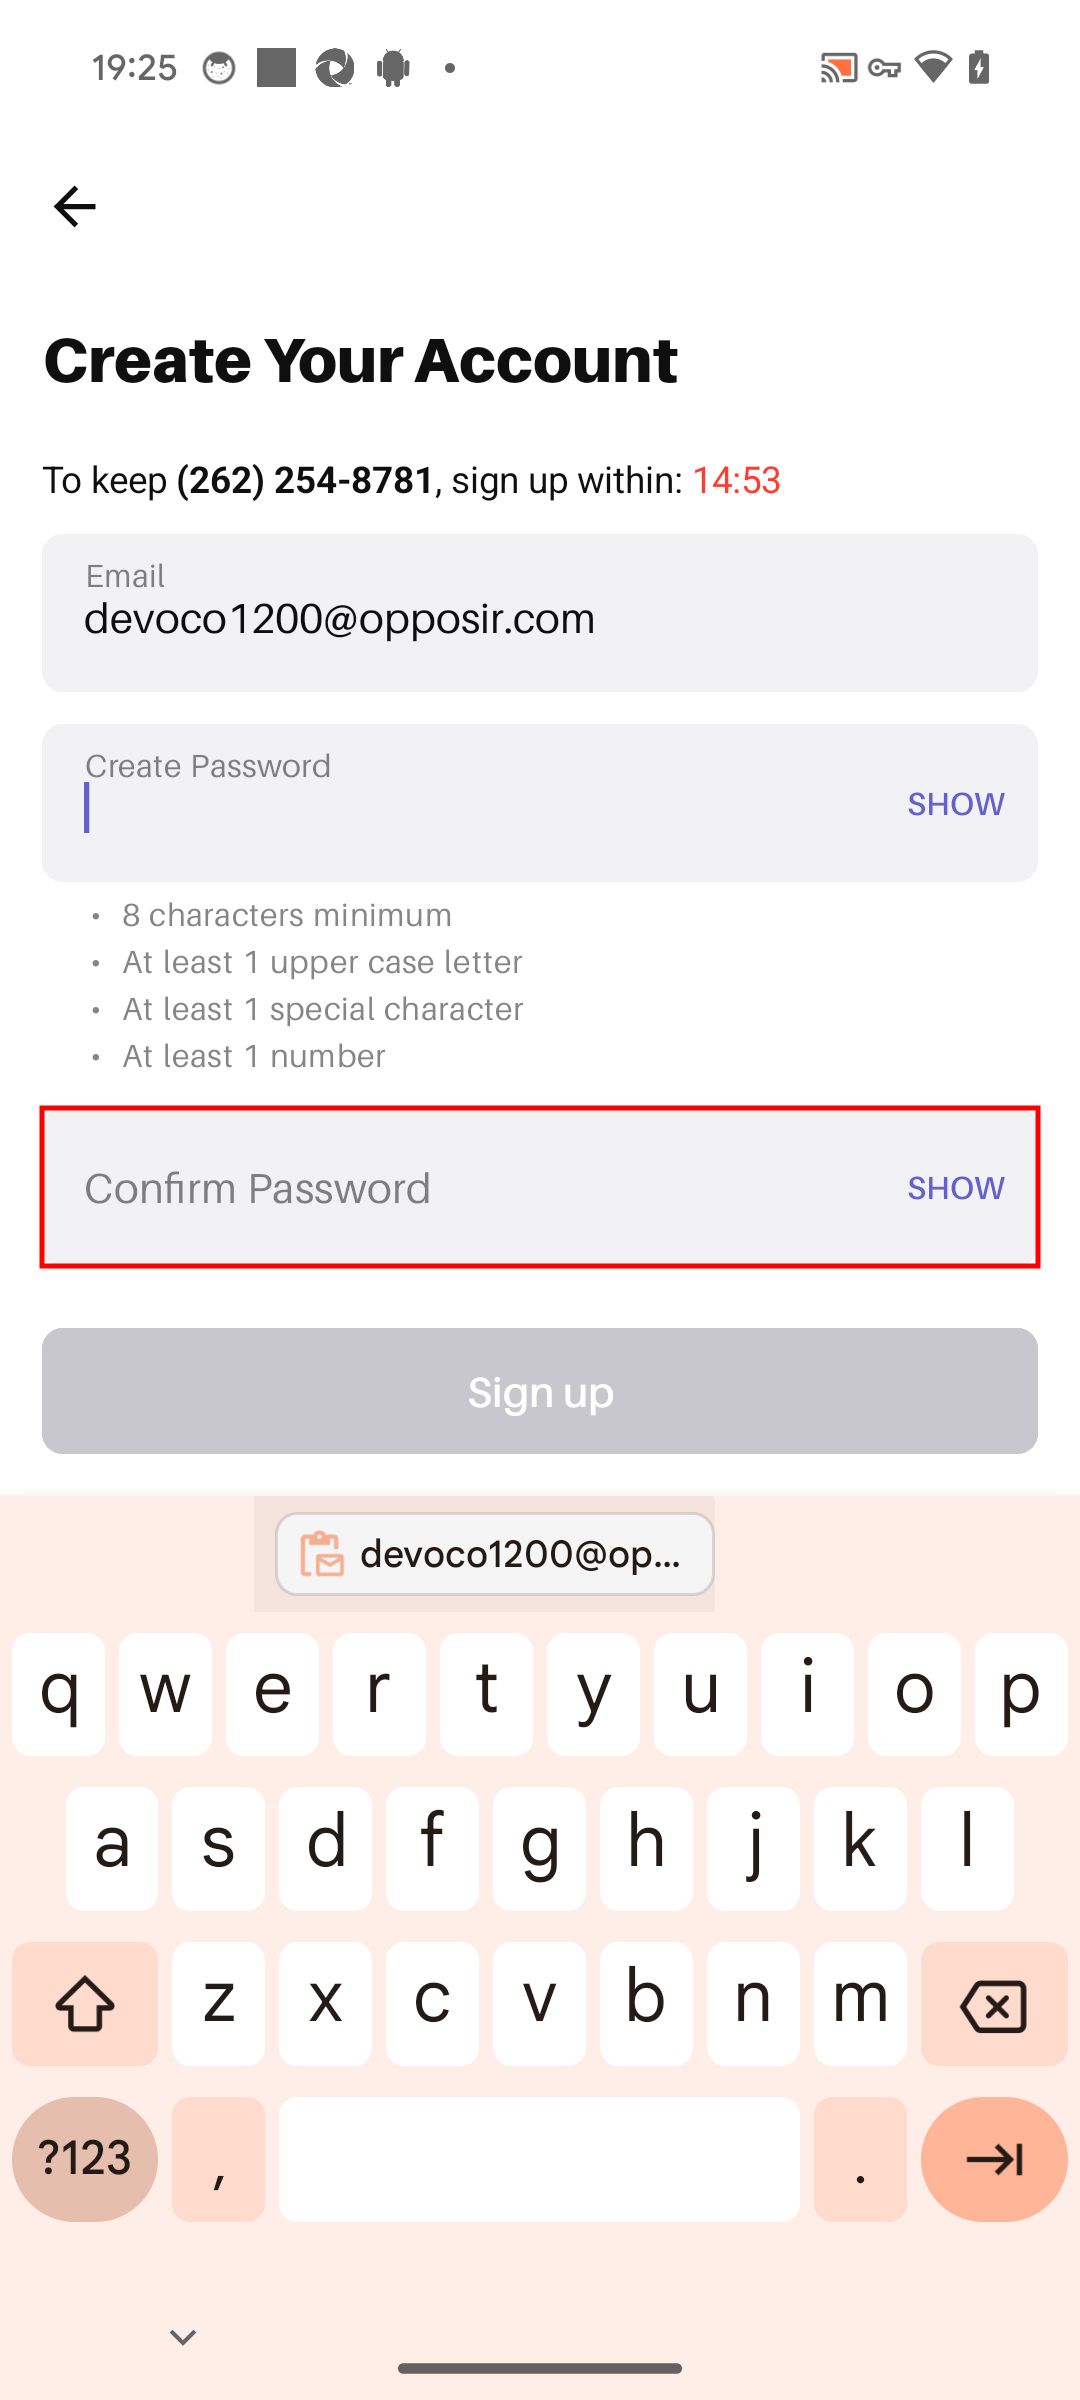 19:25
Create Your Account
To keep (262) 254-8781, sign up within: 14:53
Email
devoco1200@opposir.com
Create Password
SHOW
• 8 characters minimum
• At least 1 upper case letter
• At least 1 special character
• At least 1 number
Confirm Password SHOW
Sign up
devoco1200@op...
q w e r t y u i o p
a s d f g h j k l
z x c v b n m
?123 , .